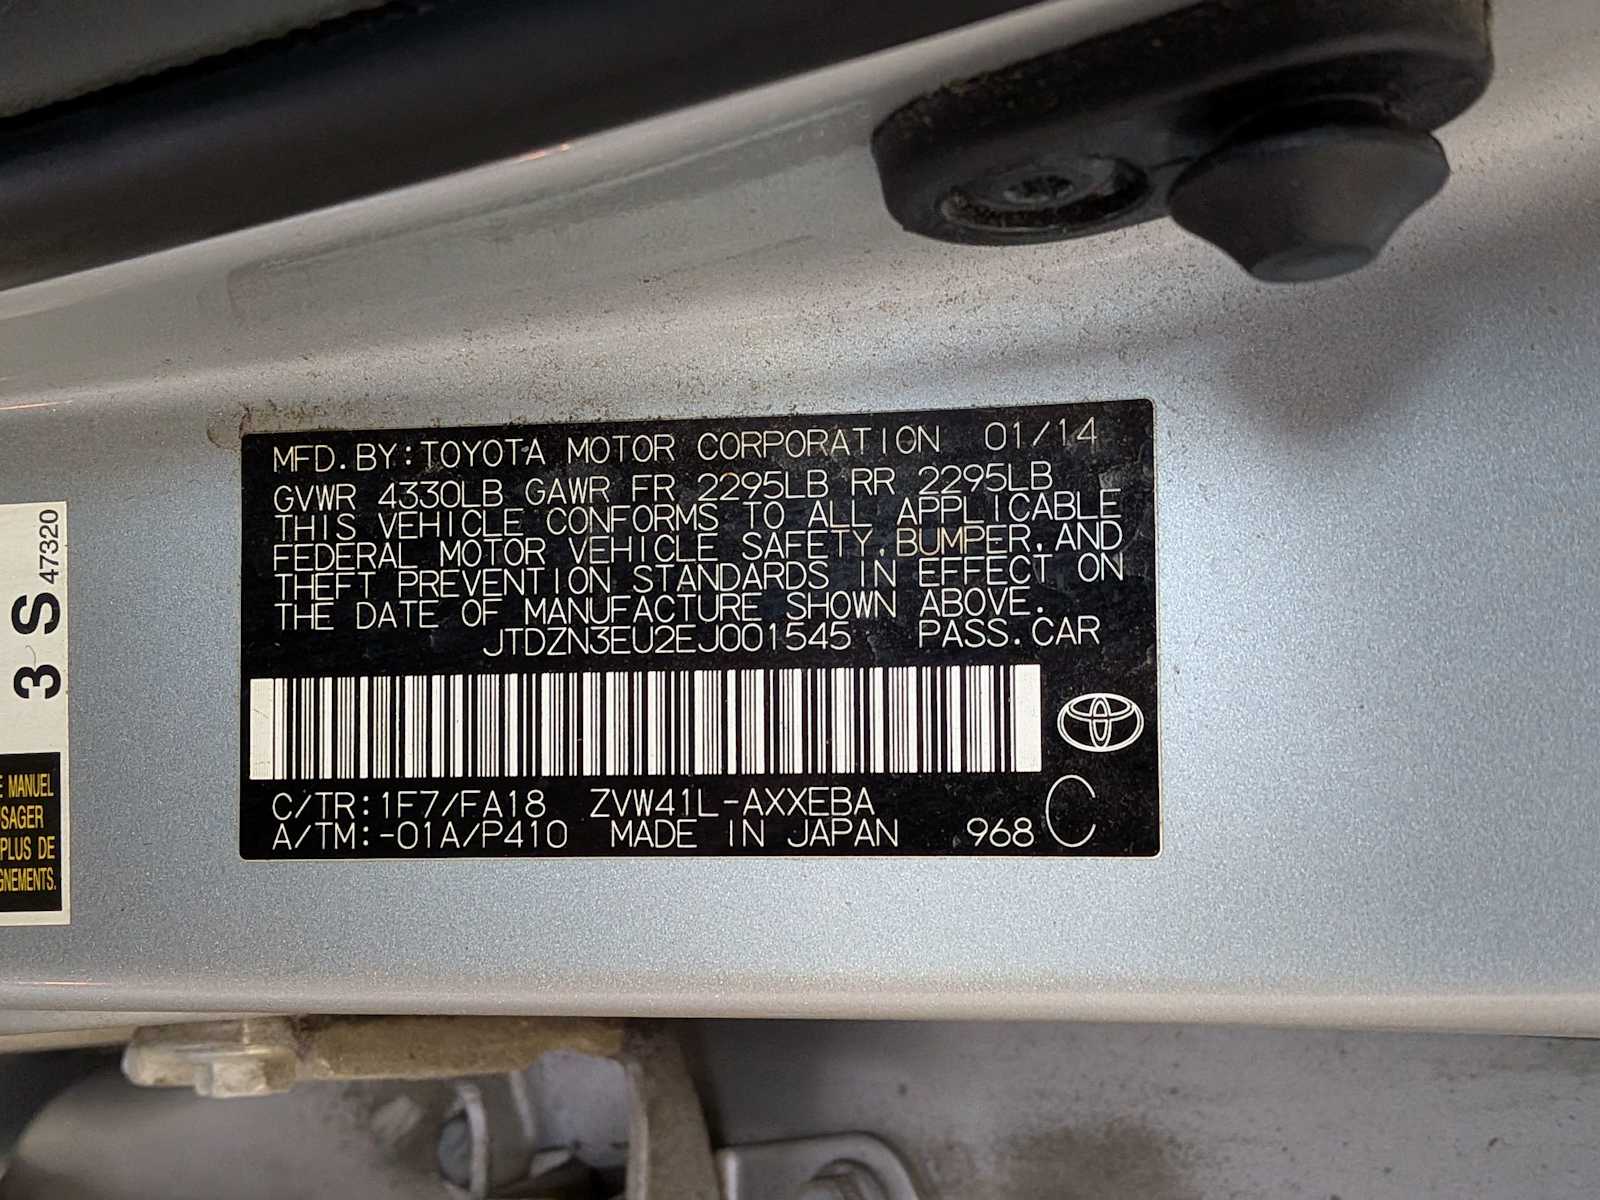 MFD.BY:TOYOTA MOTOR CORPORATION 01/14
GVWR 4330LB GAWR FR 2295LB RR 2295LB
THIS VEHICLE CONFORMS TO ALL APPLICABLE
FEDERAL MOTOR VEHICLE SAFETY,BUMPER,AND
THEFT PREVENTION STANDARDS IN EFFECT ON
THE DATE OF MANUFACTURE SHOWN ABOVE.
JTDZN3EU2EJ001545 PASS.CAR
C/TR:1F7/FA18 ZVW41L-AXXEBA
A/TM:-01A/P410 MADE IN JAPAN 968 C
3 S 47320
MANUEL
PLUS DE